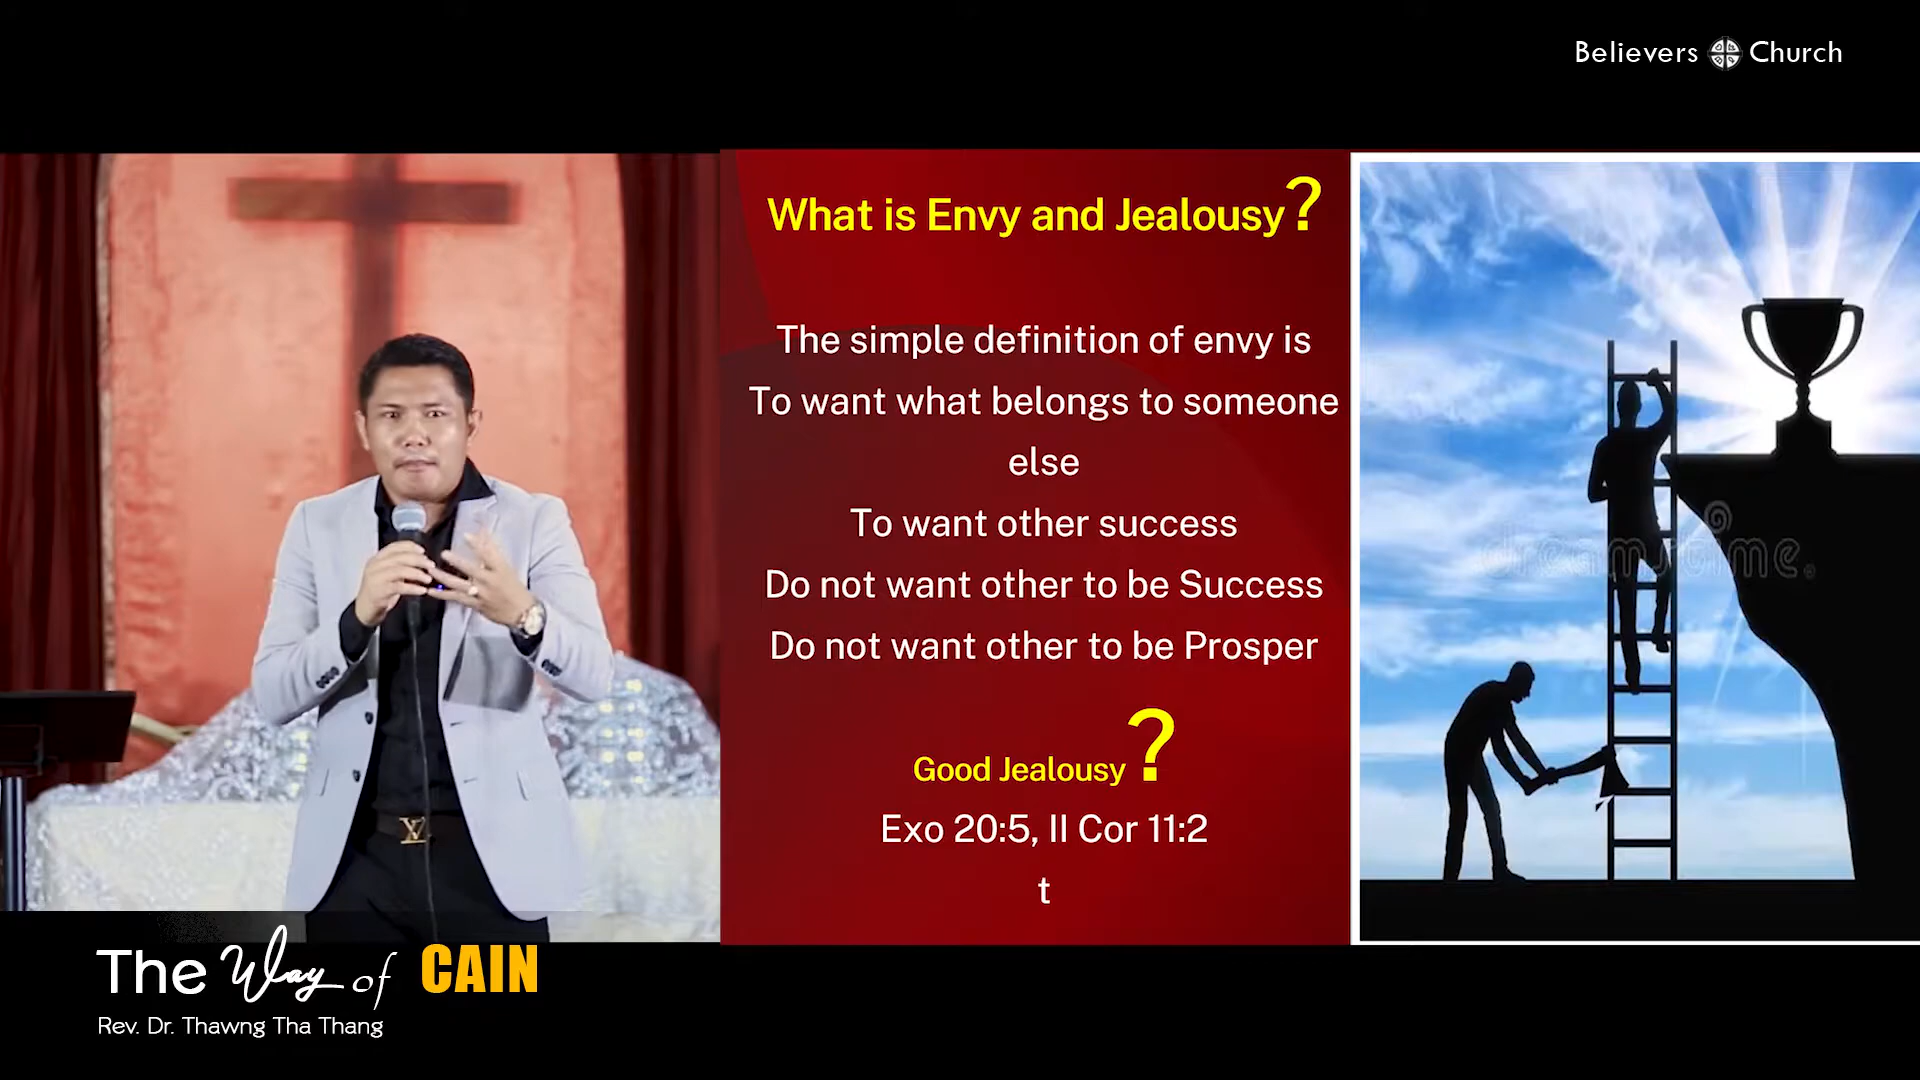 Believers Church
What is Envy and Jealousy?
The simple definition of envy is
To want what belongs to someone
else
To want other success
Do not want other to be Success
Do not want other to be Prosper
Good Jealousy?
Exo 20:5, II Cor 11:2
t
dreamstime.
The Way of CAIN
Rev. Dr. Thawng Tha Thang